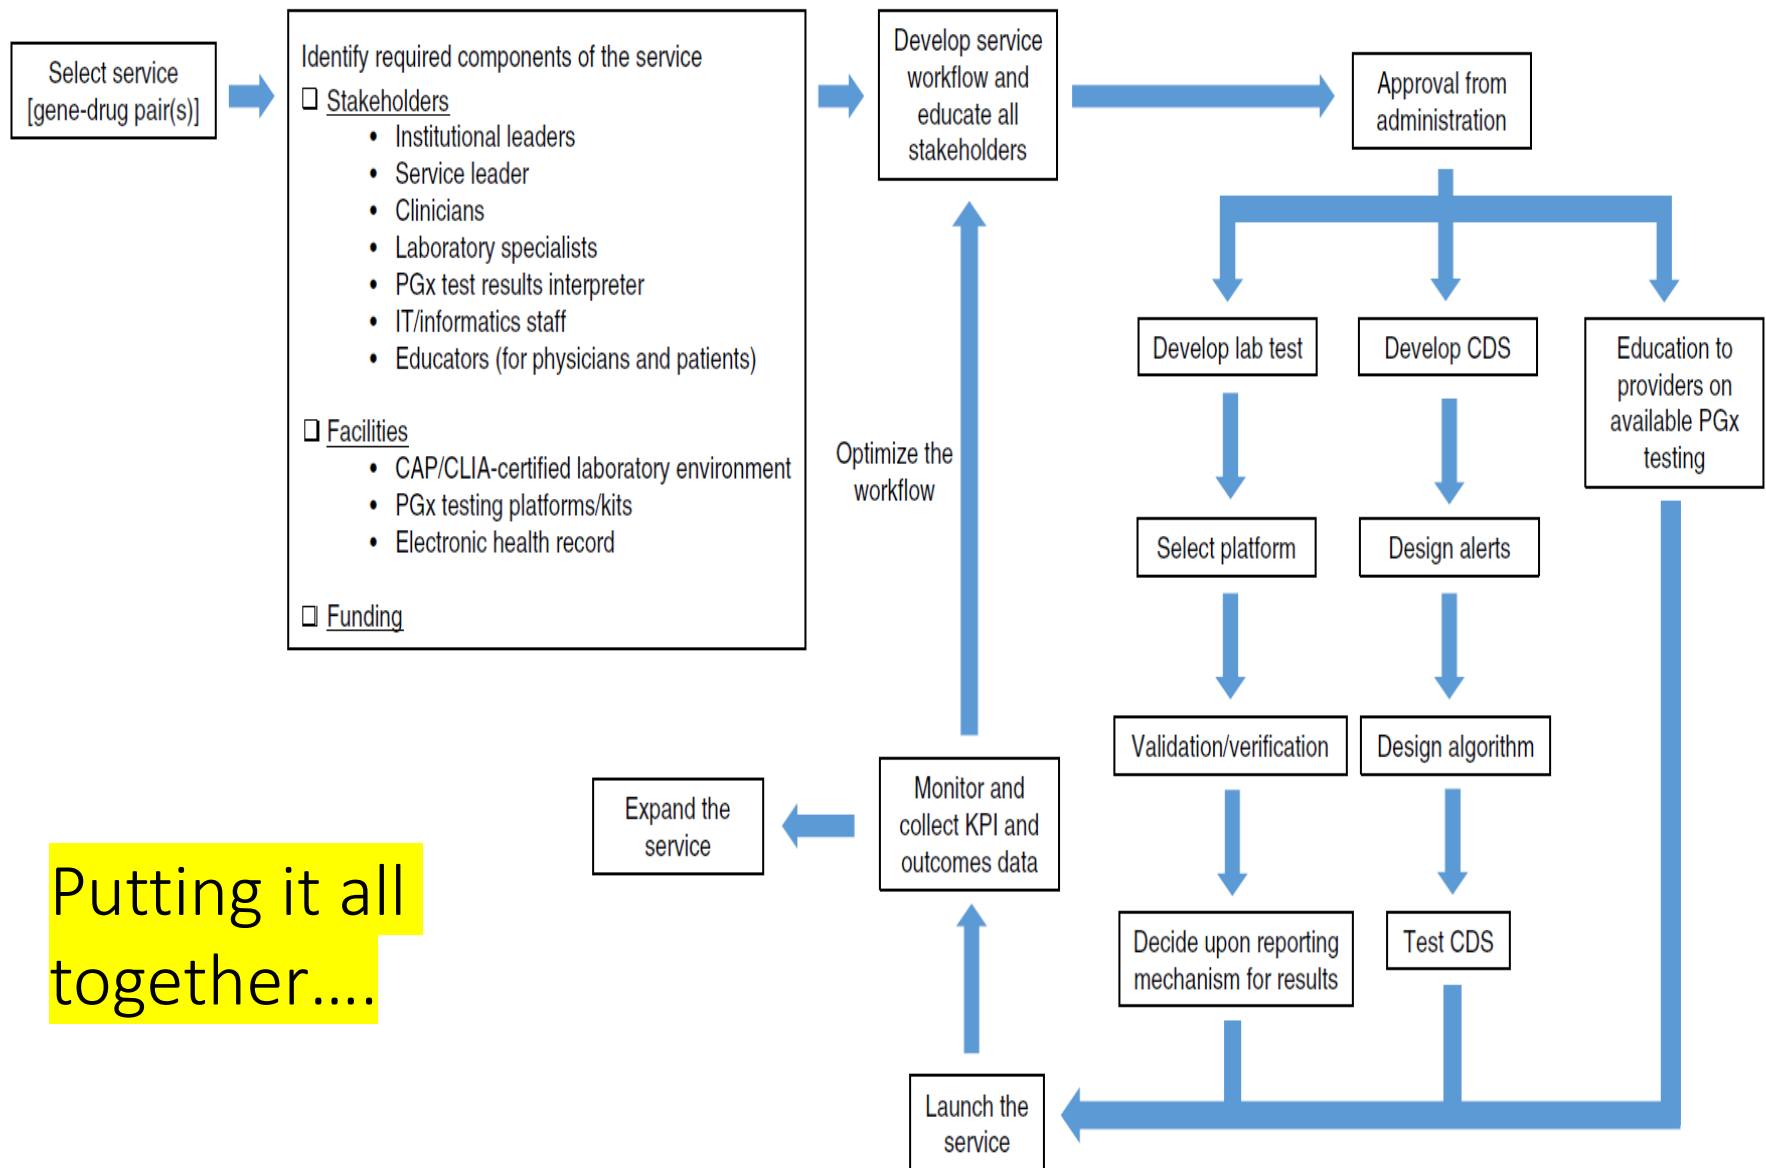 Select service
[gene-drug pair(s)]
Identify required components of the service
❑ Stakeholders
• Institutional leaders
• Service leader
• Clinicians
• Laboratory specialists
• PGx test results interpreter
• IT/informatics staff
• Educators (for physicians and patients)
❑ Facilities
• CAP/CLIA-certified laboratory environment
• PGx testing platforms/kits
• Electronic health record
❑ Funding
Develop service
workflow and
educate all
stakeholders
Approval from
administration
Develop lab test
Select platform
Validation/verification
Decide upon reporting
mechanism for results
Develop CDS
Design alerts
Design algorithm
Test CDS
Education to
providers on
available PGx
testing
Launch the
service
Monitor and
collect KPI and
outcomes data
Optimize the
workflow
Expand the
service
Putting it all
together....